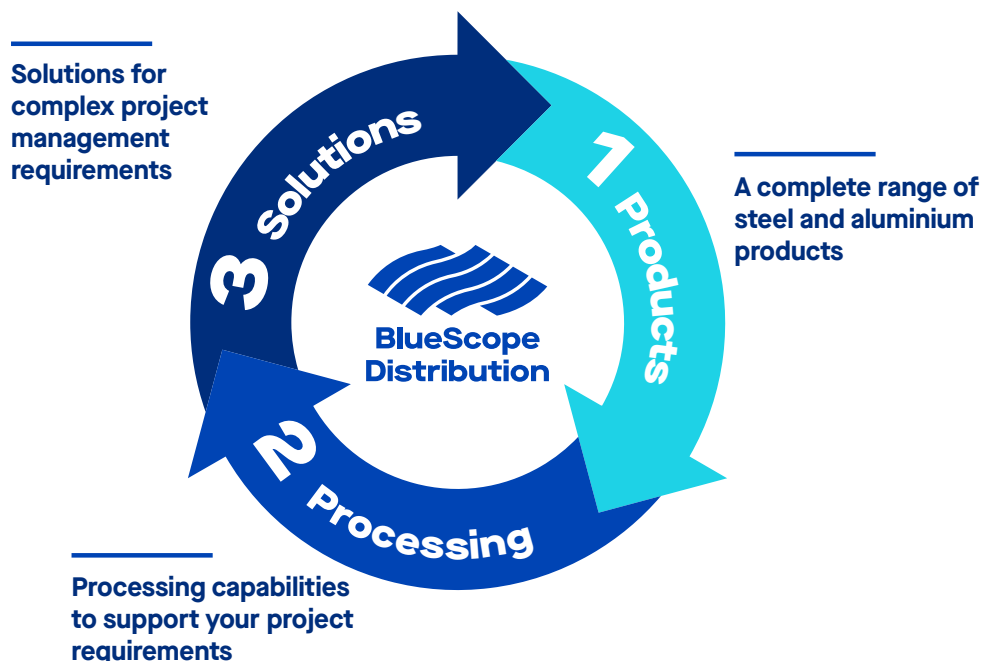 1 Products
A complete range of
steel and aluminium
products
2 Processing
Processing capabilities
to support your project
requirements
3 Solutions
Solutions for
complex project
management
requirements
BlueScope
Distribution